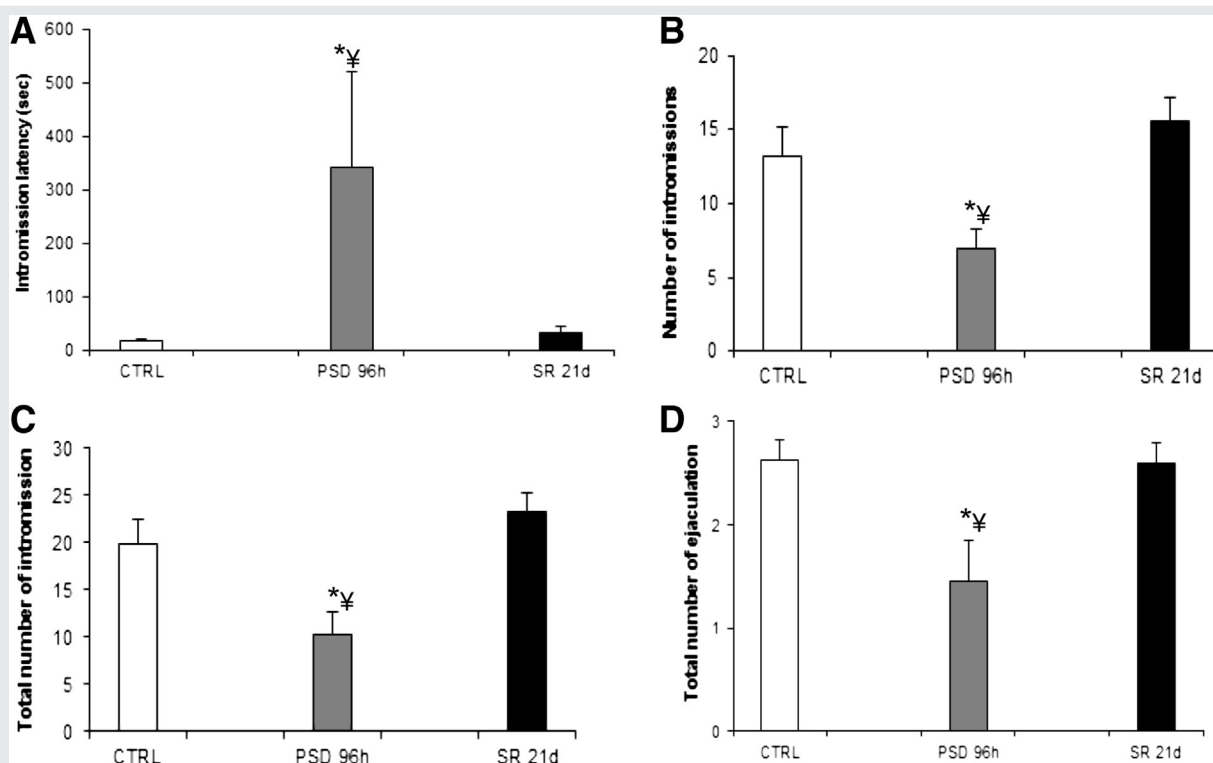 A
Intromission latency (sec)
600
500
400
300
200
100
0
*¥
CTRL
PSD 96h
SR 21d
B
Number of intromissions
20
15
10
5
0
*¥
CTRL
PSD 96h
SR 21d
C
Total number of intromission
30
25
20
15
10
5
0
*¥
CTRL
PSD 96h
SR 21d
D
Total number of ejaculation
3
2
1
0
*¥
CTRL
PSD 96h
SR 21d